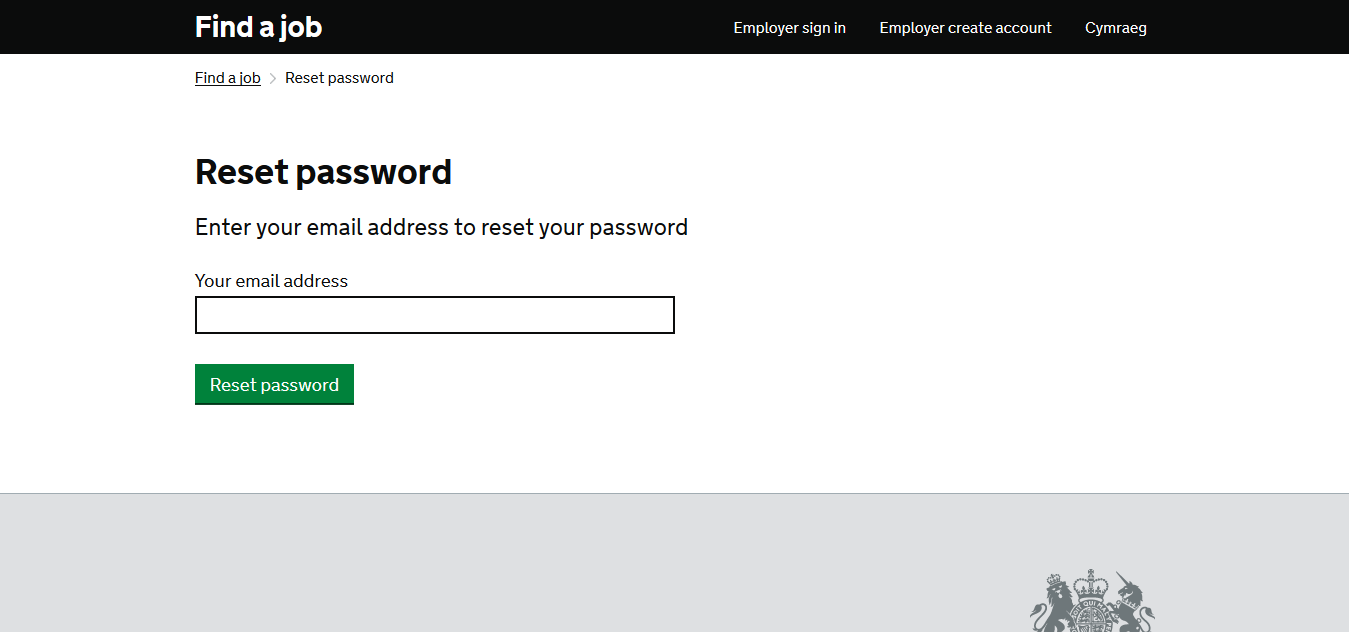 Find a job
Employer sign in
Employer create account
Cymraeg
Find a job
Reset password
Reset password
Enter your email address to reset your password
Your email address
Reset password